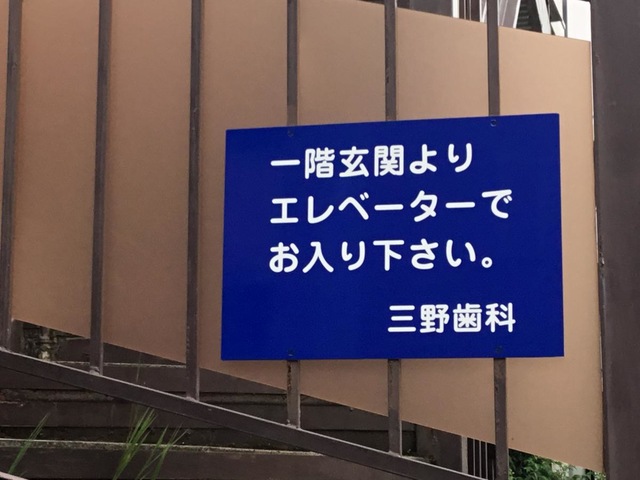 一階玄関より
エレベーターで
お入り下さい。
三野歯科